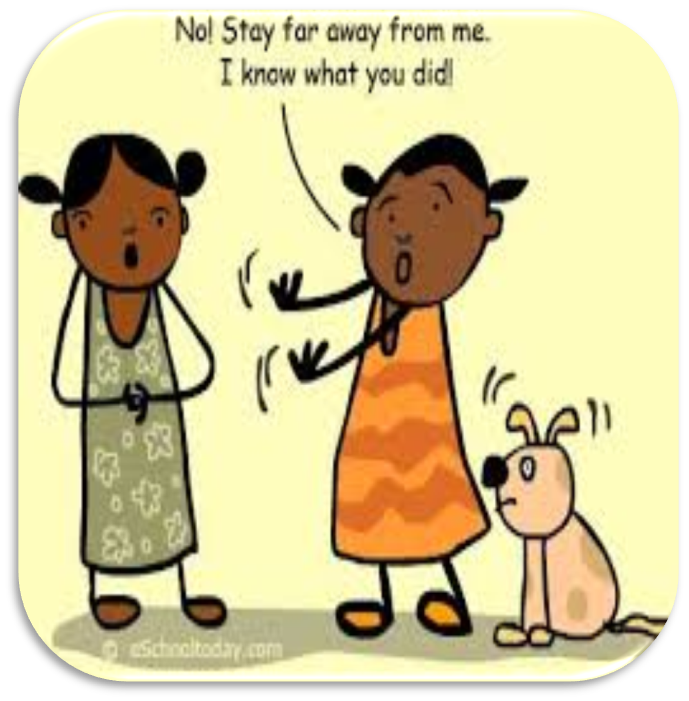 No! Stay far away from me.
I know what you did!
© eSchooltoday.com